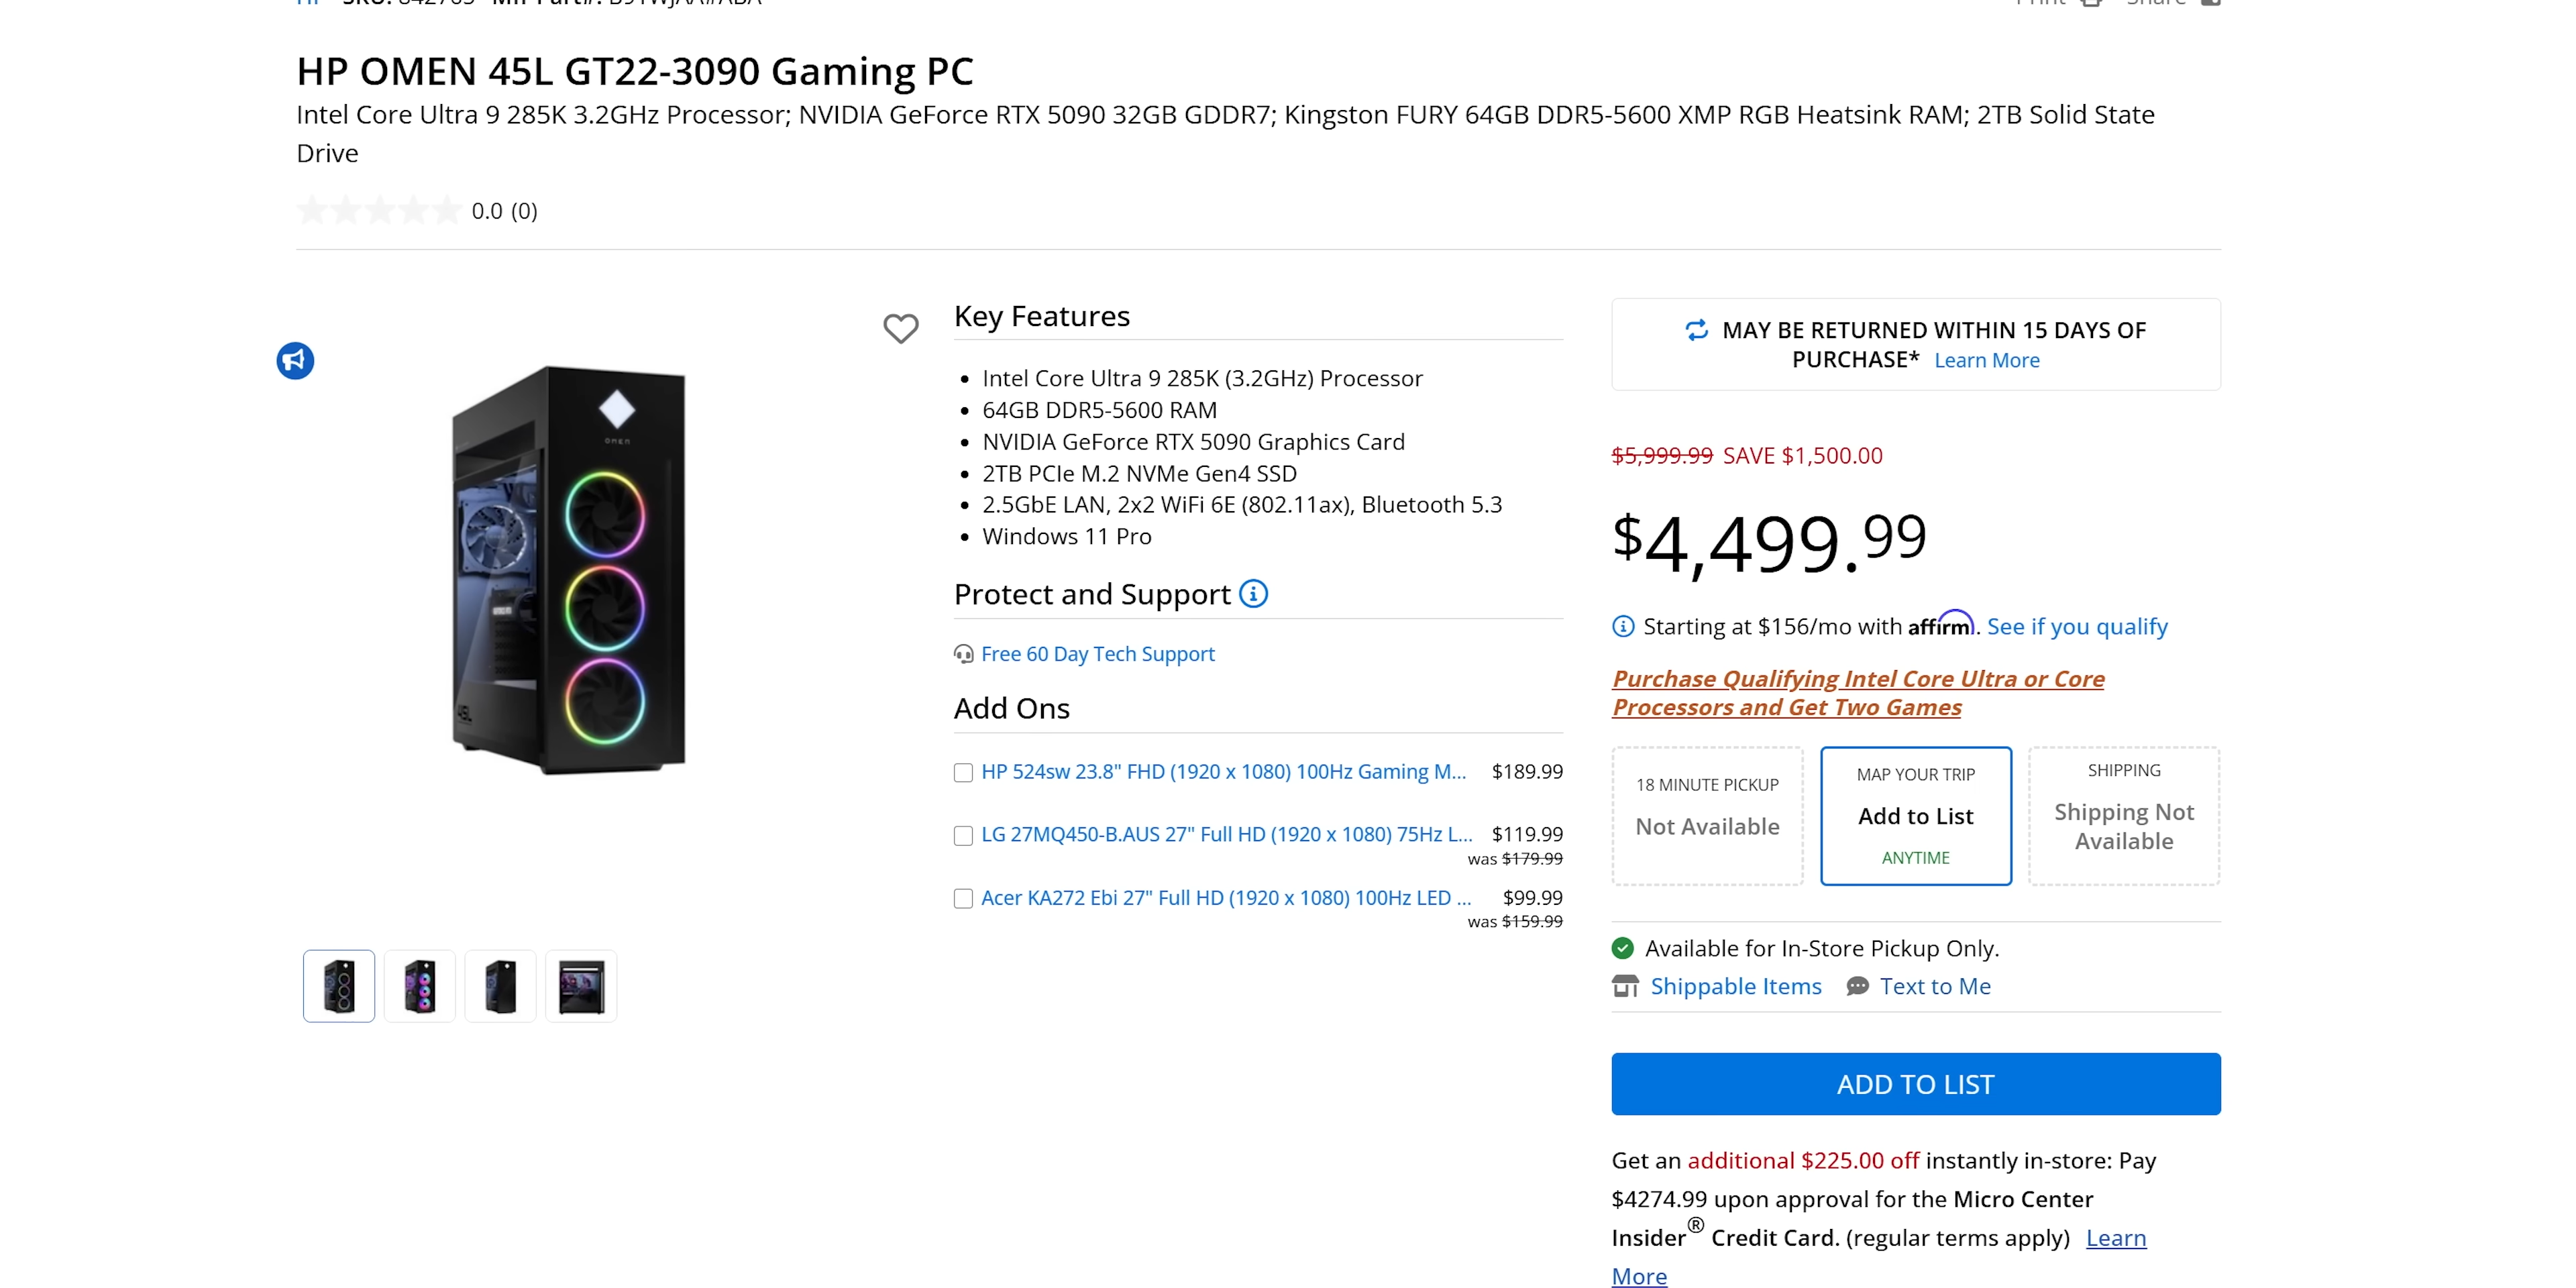 HP OMEN 45L GT22-3090 Gaming PC
Intel Core Ultra 9 285K 3.2GHz Processor; NVIDIA GeForce RTX 5090 32GB GDDR7; Kingston FURY 64GB DDR5-5600 XMP RGB Heatsink RAM; 2TB Solid State
Drive
0.0 (0)
OMEN
45L
Key Features
Intel Core Ultra 9 285K (3.2GHz) Processor
64GB DDR5-5600 RAM
NVIDIA GeForce RTX 5090 Graphics Card
2TB PCIe M.2 NVMe Gen4 SSD
2.5GbE LAN, 2x2 WiFi 6E (802.11ax), Bluetooth 5.3
Windows 11 Pro
Protect and Support
Free 60 Day Tech Support
Add Ons
HP 524sw 23.8" FHD (1920 x 1080) 100Hz Gaming M... $189.99
LG 27MQ450-B.AUS 27" Full HD (1920 x 1080) 75Hz L... $119.99
was $179.99
Acer KA272 Ebi 27" Full HD (1920 x 1080) 100Hz LED ... $99.99
was $159.99
MAY BE RETURNED WITHIN 15 DAYS OF
PURCHASE* Learn More
$5,999.99 SAVE $1,500.00
$4,499.99
Starting at $156/mo with affirm. See if you qualify
Purchase Qualifying Intel Core Ultra or Core
Processors and Get Two Games
18 MINUTE PICKUP
Not Available
MAP YOUR TRIP
Add to List
ANYTIME
SHIPPING
Shipping Not
Available
Available for In-Store Pickup Only.
Shippable Items Text to Me
ADD TO LIST
Get an additional $225.00 off instantly in-store: Pay
$4274.99 upon approval for the Micro Center
Insider® Credit Card. (regular terms apply) Learn
More